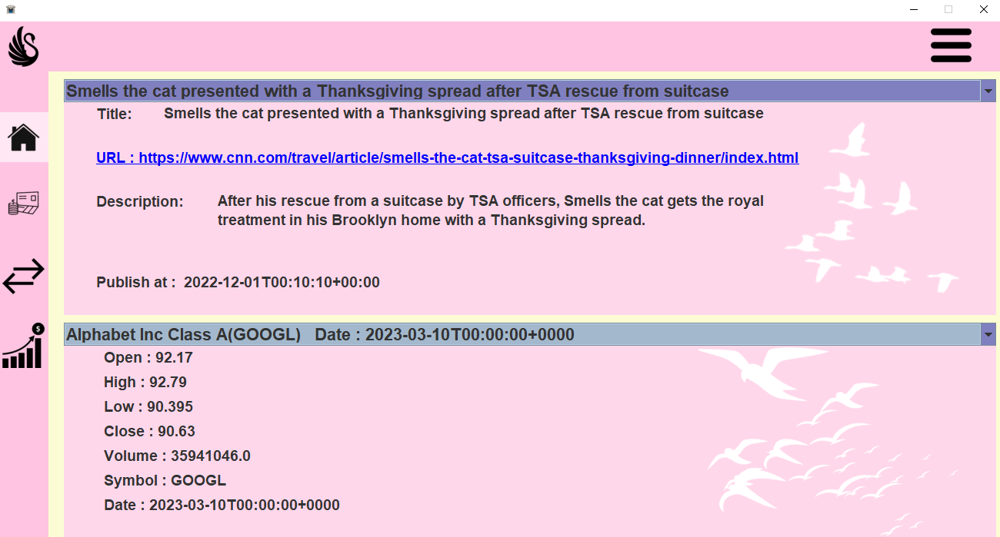 Smells the cat presented with a Thanksgiving spread after TSA rescue from suitcase
Title: Smells the cat presented with a Thanksgiving spread after TSA rescue from suitcase
URL : https://www.cnn.com/travel/article/smells-the-cat-tsa-suitcase-thanksgiving-dinner/index.html
Description: After his rescue from a suitcase by TSA officers, Smells the cat gets the royal
treatment in his Brooklyn home with a Thanksgiving spread.
Publish at : 2022-12-01T00:10:10+00:00
Alphabet Inc Class A(GOOGL) Date : 2023-03-10T00:00:00+0000
Open : 92.17
High : 92.79
Low : 90.395
Close : 90.63
Volume : 35941046.0
Symbol : GOOGL
Date : 2023-03-10T00:00:00+0000